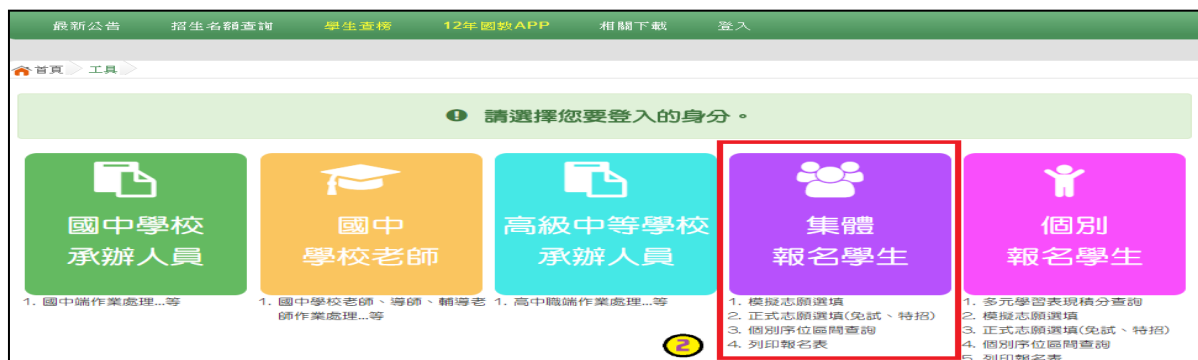 最新公告 招生名額查詢 學生查榜 12年國教APP 相關下載 登入
首頁 工具
請選擇您要登入的身分。
國中學校
承辦人員
1. 國中端作業處理...等
國中
學校老師
1. 國中學校老師、導師、輔導老
師作業處理...等
高級中等學校
承辦人員
1. 高中職端作業處理...等
集體
報名學生
1. 模擬志願選填
2. 正式志願選填(免試、特招)
3. 個別序位區間查詢
4. 列印報名表
2
個別
報名學生
1. 多元學習表現積分查詢
2. 模擬志願選填
3. 正式志願選填(免試、特招)
4. 個別序位區間查詢
5. 列印報名表